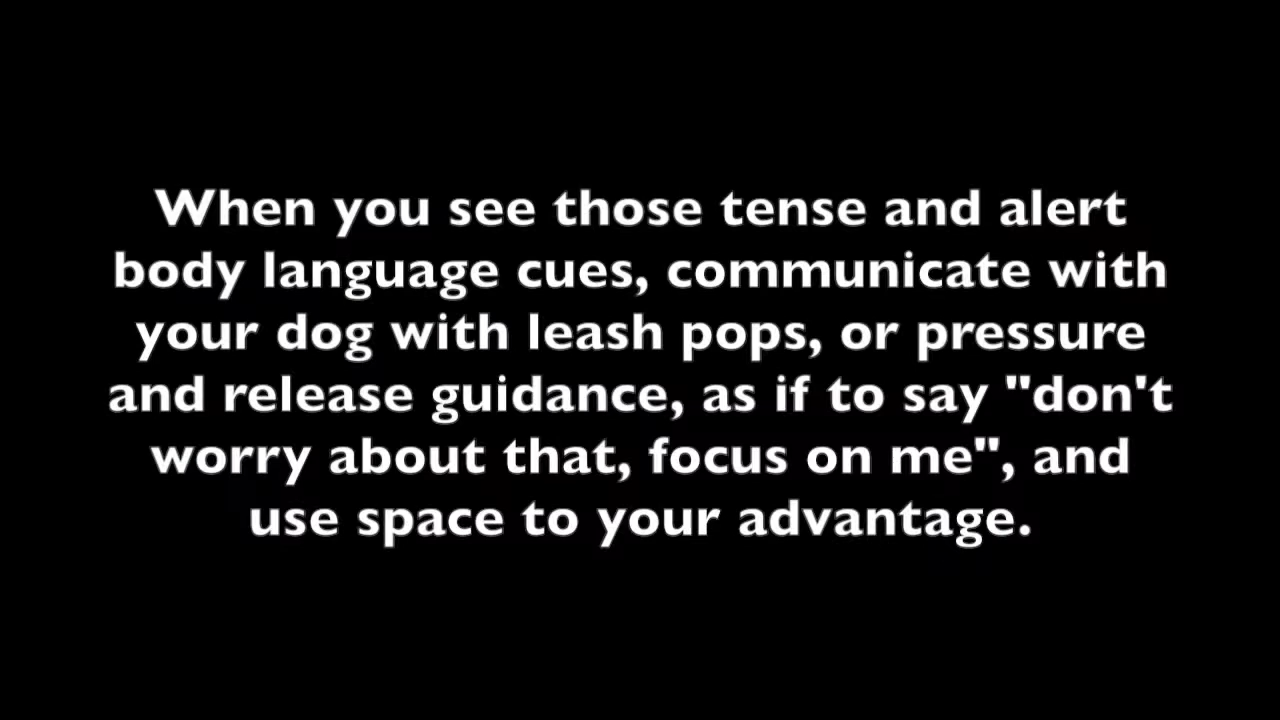 When you see those tense and alert
body language cues, communicate with
your dog with leash pops, or pressure
and release guidance, as if to say "don't
worry about that, focus on me", and
use space to your advantage.